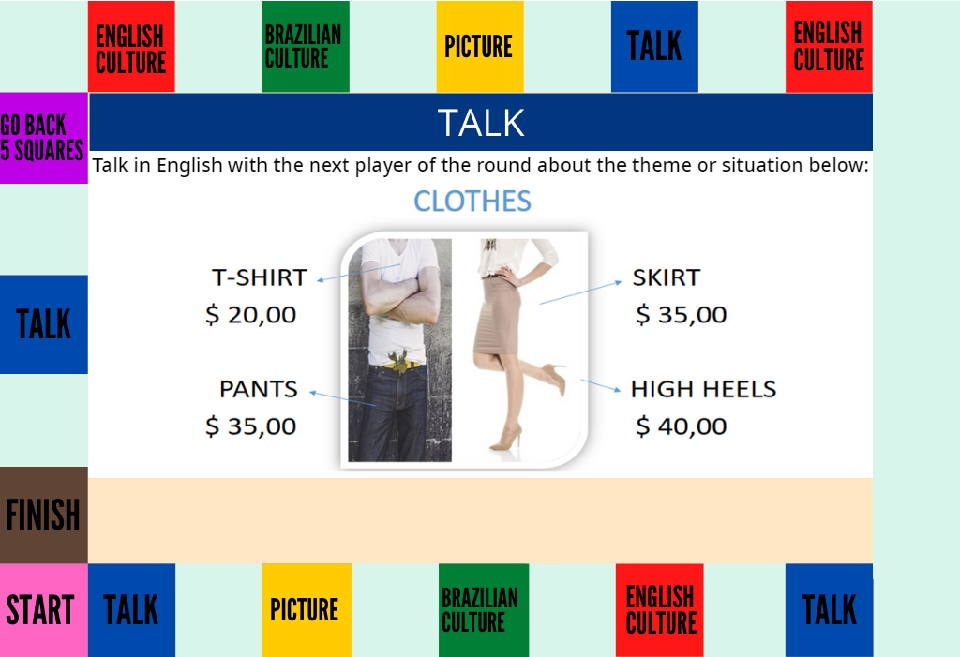 ENGLISH
CULTURE
BRAZILIAN
CULTURE
PICTURE
TALK
ENGLISH
CULTURE
GO BACK
5 SQUARES
TALK
Talk in English with the next player of the round about the theme or situation below:
CLOTHES
T-SHIRT
$ 20,00
SKIRT
$ 35,00
TALK
PANTS
$ 35,00
HIGH HEELS
$ 40,00
FINISH
START
TALK
PICTURE
BRAZILIAN
CULTURE
ENGLISH
CULTURE
TALK